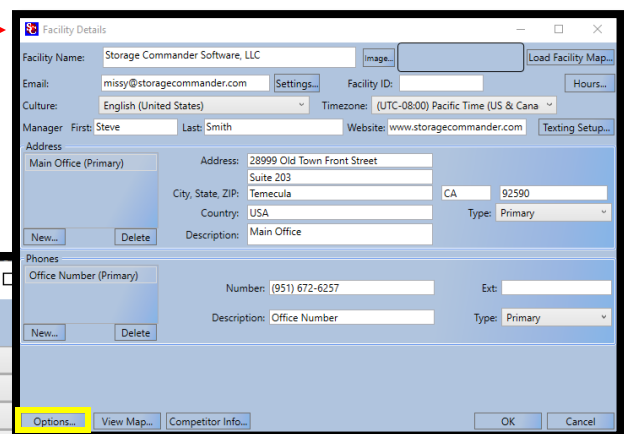 Facility Details
Facility Name: Storage Commander Software, LLC Image... Load Facility Map...
Email: missy@storagecommander.com Settings... Facility ID: Hours...
Culture: English (United States) Timezone: (UTC-08:00) Pacific Time (US & Cana
Manager First: Steve Last: Smith Website: www.storagecommander.com Texting Setup...
Address
Main Office (Primary) Address: 28999 Old Town Front Street
Suite 203
City, State, ZIP: Temecula CA 92590
Country: USA Type: Primary
New... Delete Description: Main Office
Phones
Office Number (Primary)
Number: (951) 672-6257 Ext:
Description: Office Number Type: Primary
New... Delete
Options... View Map... Competitor Info... OK Cancel